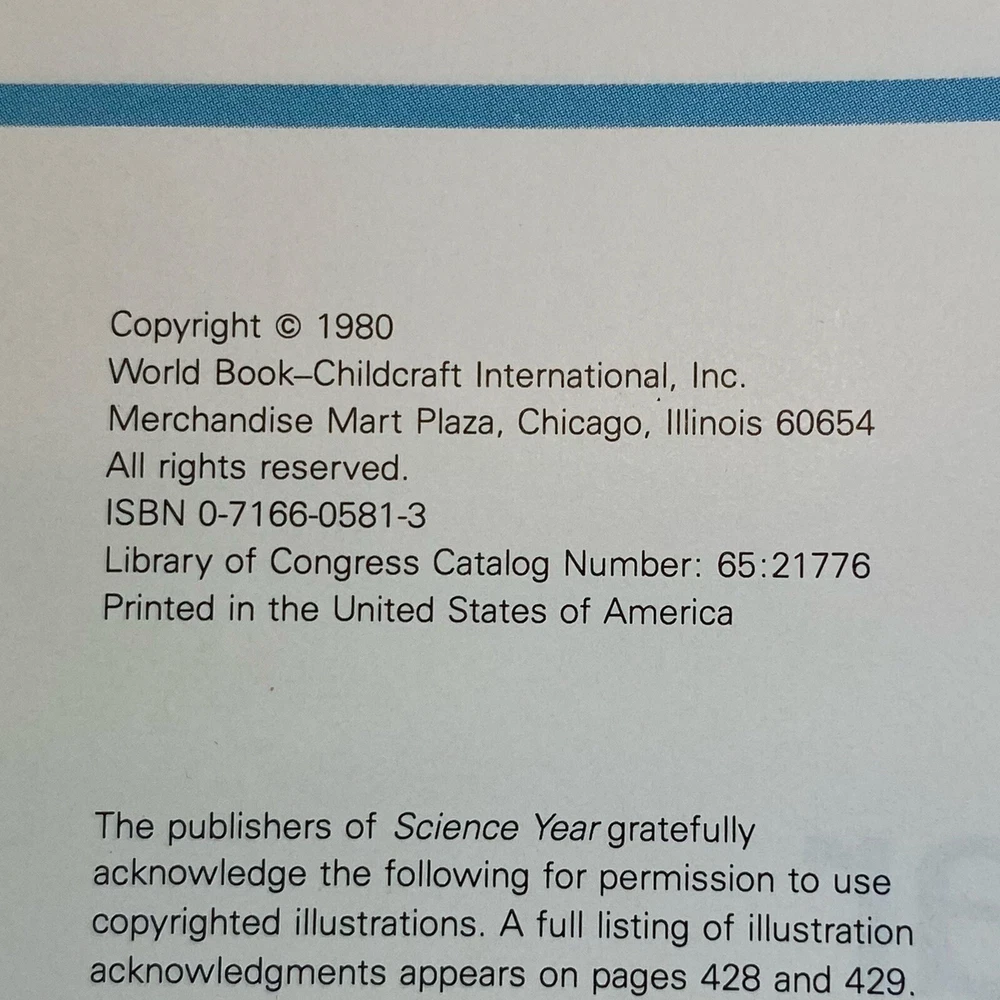 Copyright © 1980
World Book–Childcraft International, Inc.
Merchandise Mart Plaza, Chicago, Illinois 60654
All rights reserved.
ISBN 0-7166-0581-3
Library of Congress Catalog Number: 65:21776
Printed in the United States of America
The publishers of Science Year gratefully
acknowledge the following for permission to use
copyrighted illustrations. A full listing of illustration
acknowledgments appears on pages 428 and 429.